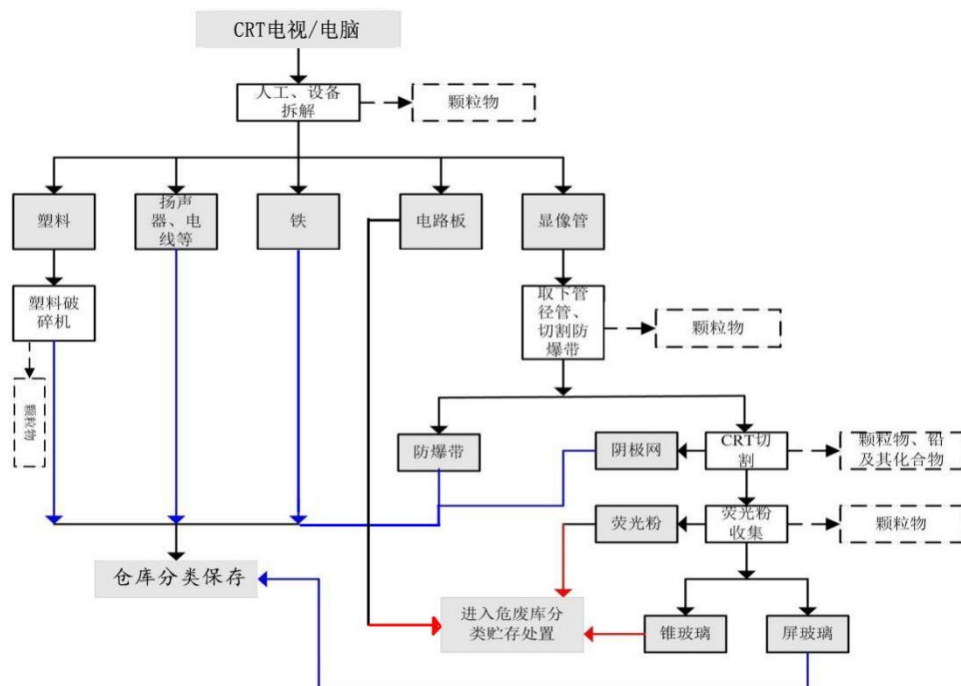 CRT电视/电脑
人工、设备
拆解
颗粒物
塑料
扬声
器、电
线等
铁
电路板
显像管
塑料破
碎机
取下管
径管、
切割防
爆带
颗粒物
颗粒物
防爆带
阴极网
CRT切
割
颗粒物、铅
及其化合物
荧光粉
荧光粉
收集
颗粒物
仓库分类保存
进入危废库分
类贮存处置
锥玻璃
屏玻璃